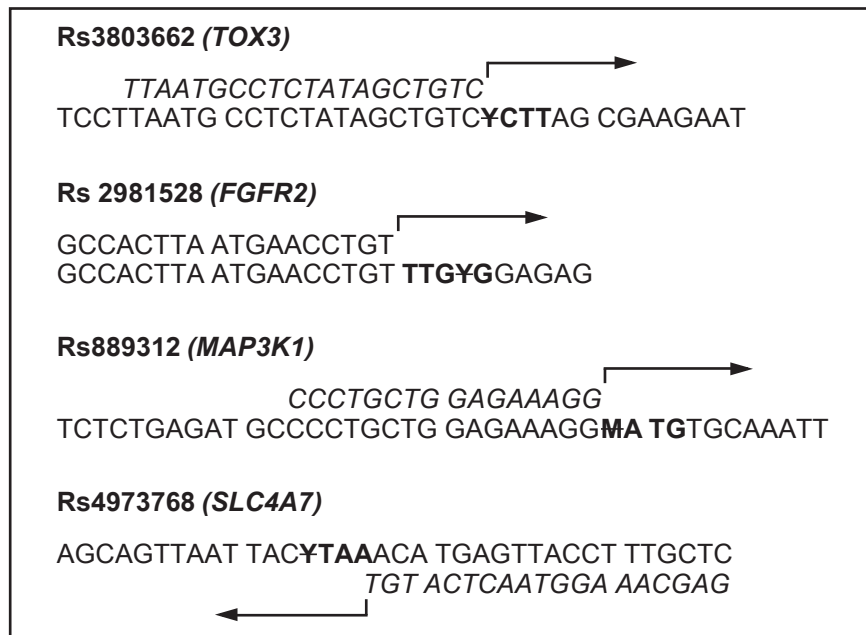 Rs3803662 (TOX3)
TTAATGCCTCTATAGCTGTC
TCCTTAATG CCTCTATAGCTGTCYCTTAG CGAAGAAT
Rs 2981528 (FGFR2)
GCCACTTA ATGAACCTGT
GCCACTTA ATGAACCTGT TTGYGGAGAG
Rs889312 (MAP3K1)
CCCTGCTG GAGAAAGG
TCTCTGAGAT GCCCCTGCTG GAGAAAGGMA TGTGCAAATT
Rs4973768 (SLC4A7)
AGCAGTTAAT TACYTAAACA TGAGTTACCT TTGCTC
TGT ACTCAATGGA AACGAG